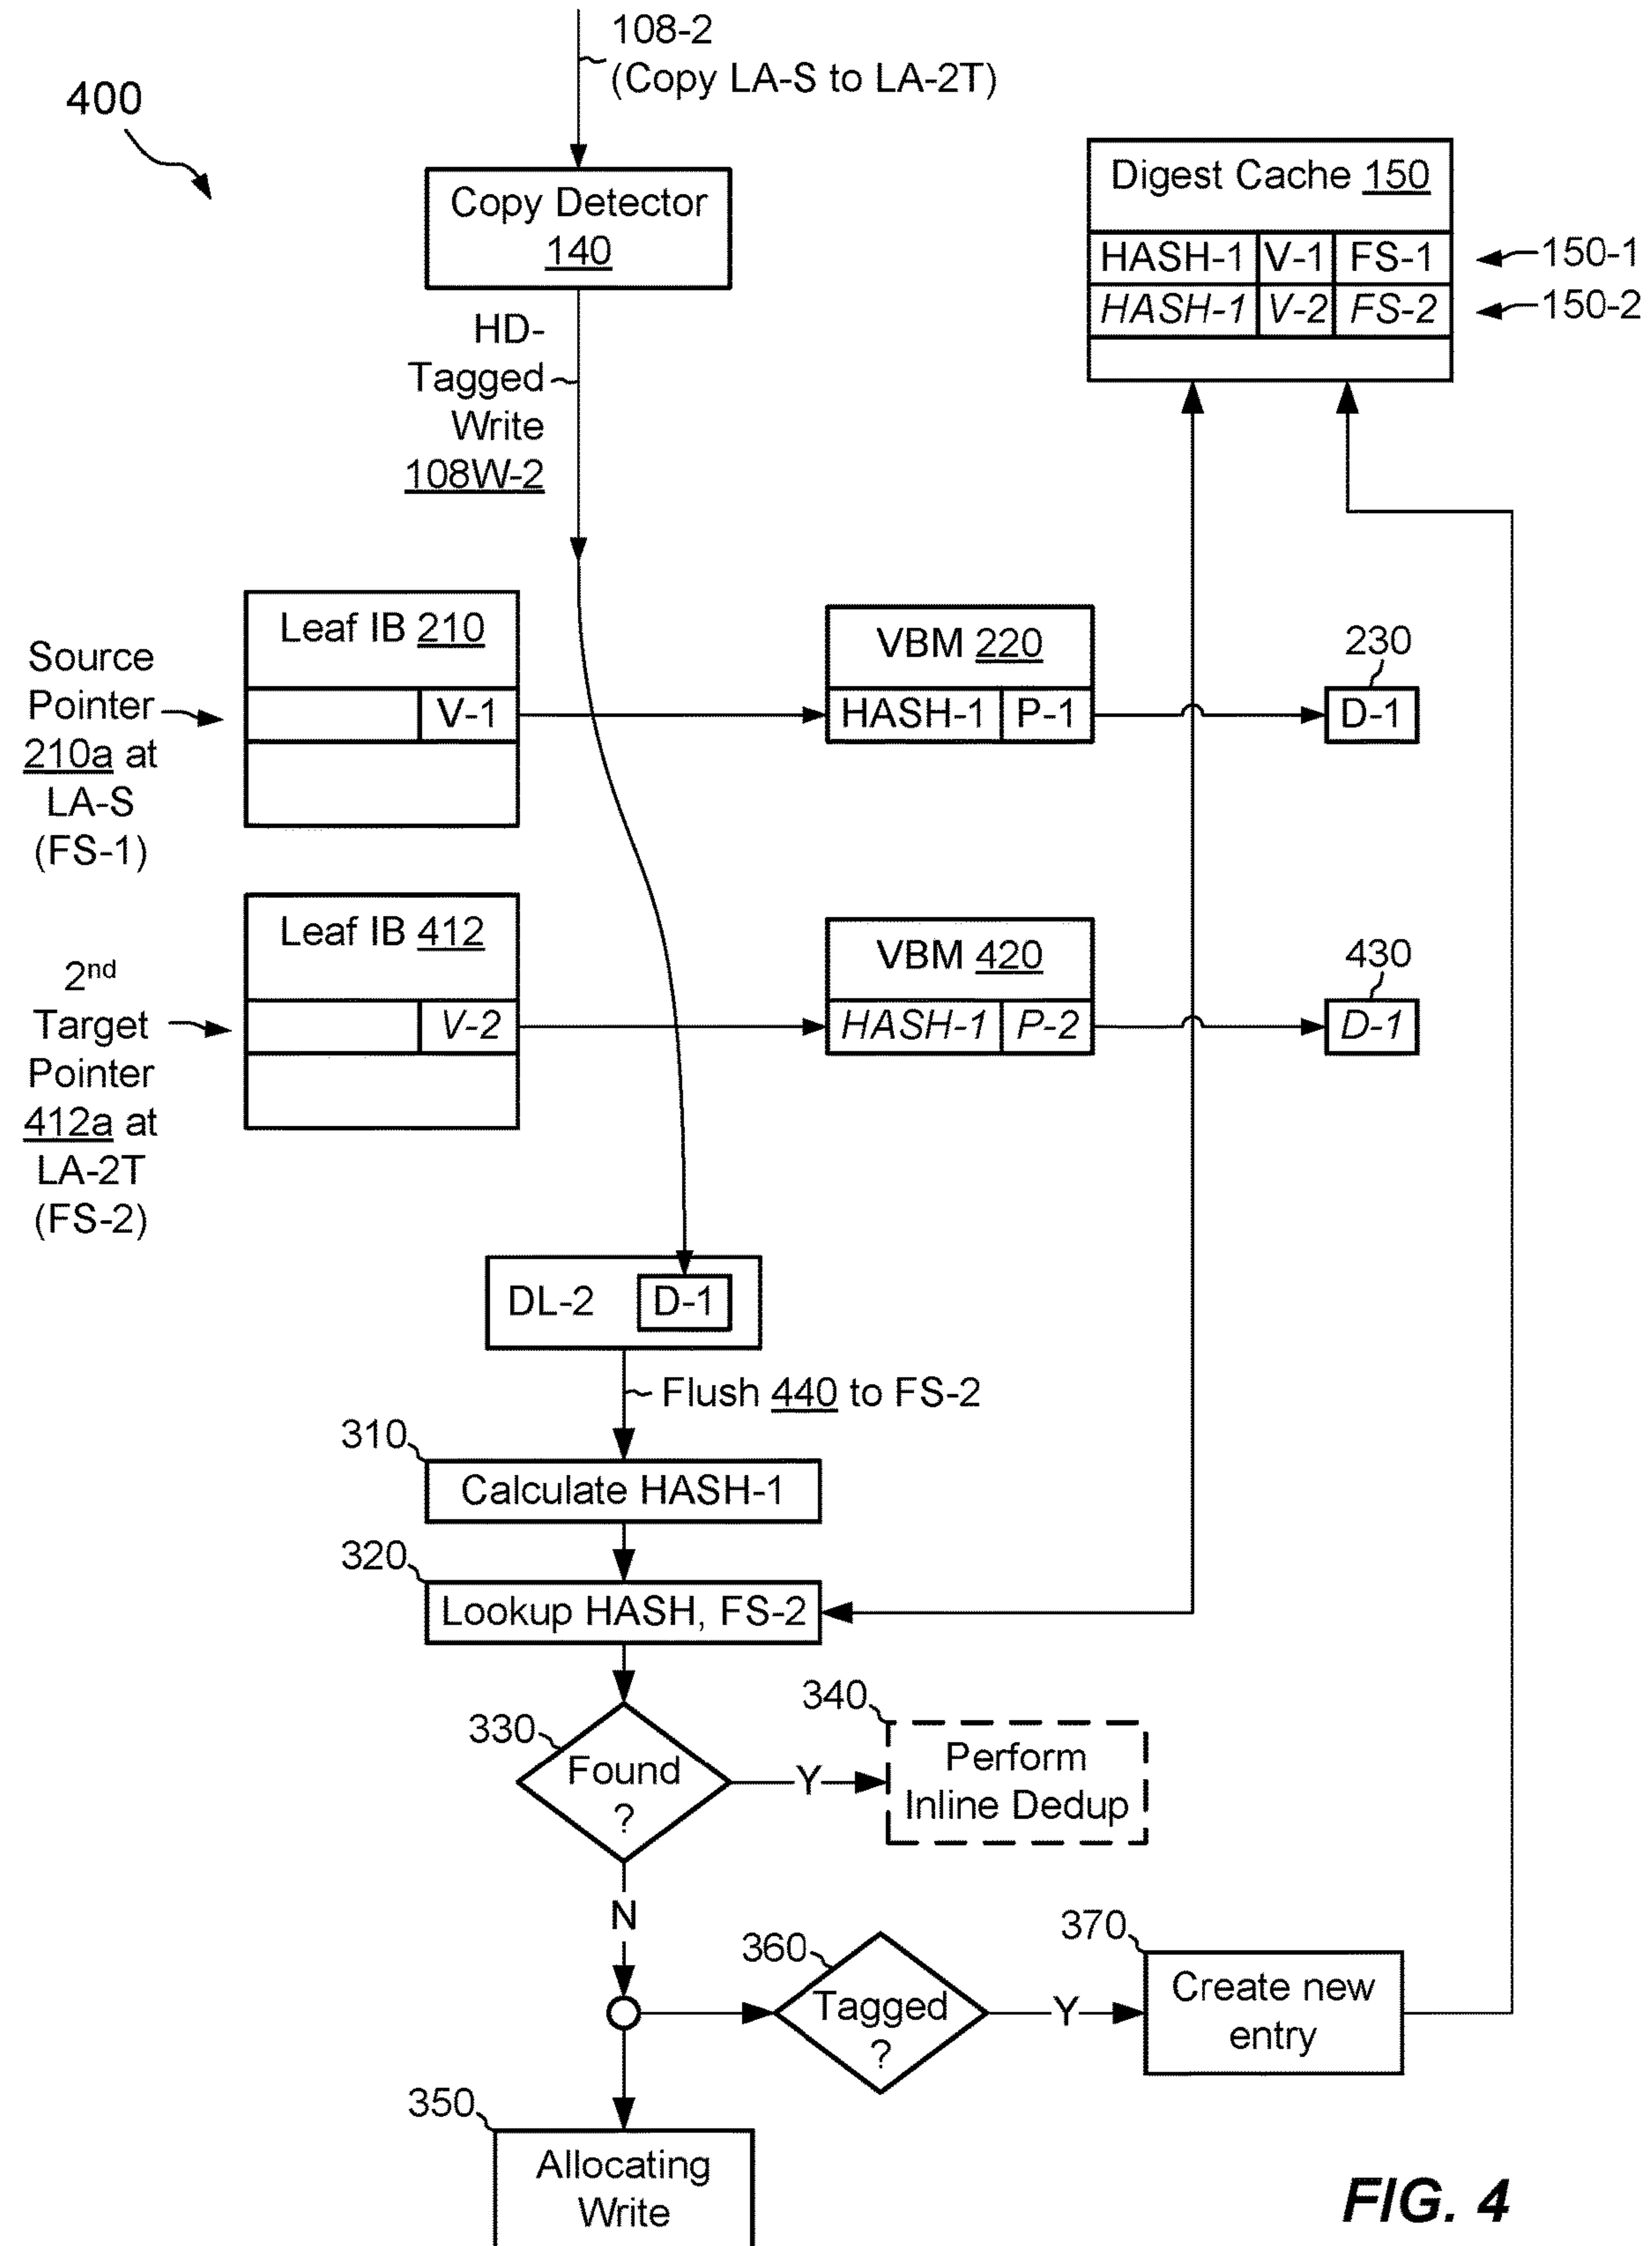 108-2
(Copy LA-S to LA-2T)
400
Copy Detector
140
Digest Cache 150
HASH-1 V-1 FS-1
150-1
HASH-1 V-2 FS-2
150-2
HD-
Tagged
Write
108W-2
Source
Pointer
210a at
LA-S
(FS-1)
Leaf IB 210
V-1
VBM 220
HASH-1 P-1
230
D-1
2nd
Target
Pointer
412a at
LA-2T
(FS-2)
Leaf IB 412
V-2
VBM 420
HASH-1 P-2
430
D-1
DL-2 D-1
Flush 440 to FS-2
310
Calculate HASH-1
320
Lookup HASH, FS-2
330
Found
?
Y
340
Perform
Inline Dedup
N
360
Tagged
?
Y
370
Create new
entry
350
Allocating
Write
FIG. 4